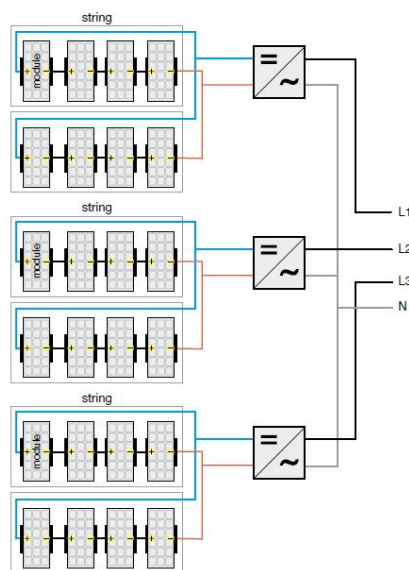 string
module
L1
string
L2
module
L3
N
string
module